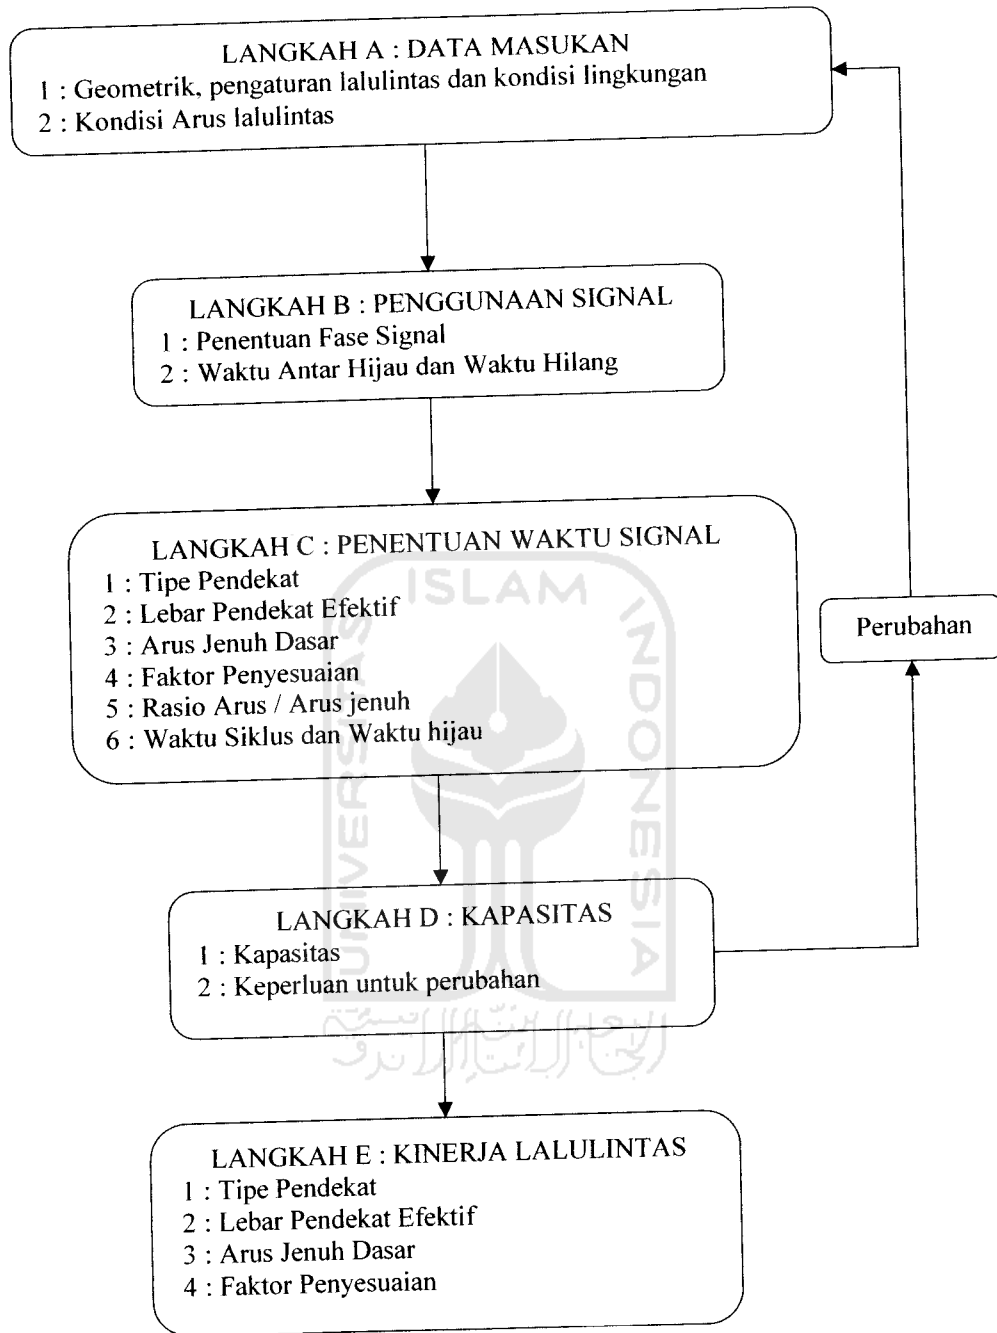 LANGKAH A : DATA MASUKAN
1 : Geometrik, pengaturan lalulintas dan kondisi lingkungan
2 : Kondisi Arus lalulintas
LANGKAH B : PENGGUNAAN SIGNAL
1 : Penentuan Fase Signal
2 : Waktu Antar Hijau dan Waktu Hilang
LANGKAH C : PENENTUAN WAKTU SIGNAL
1 : Tipe Pendekat
2 : Lebar Pendekat Efektif
3 : Arus Jenuh Dasar
4 : Faktor Penyesuaian
5 : Rasio Arus / Arus jenuh
6 : Waktu Siklus dan Waktu hijau
Perubahan
LANGKAH D : KAPASITAS
1 : Kapasitas
2 : Keperluan untuk perubahan
LANGKAH E : KINERJA LALULINTAS
1 : Tipe Pendekat
2 : Lebar Pendekat Efektif
3 : Arus Jenuh Dasar
4 : Faktor Penyesuaian
UNIVERSITAS
ISLAM
INDONESIA